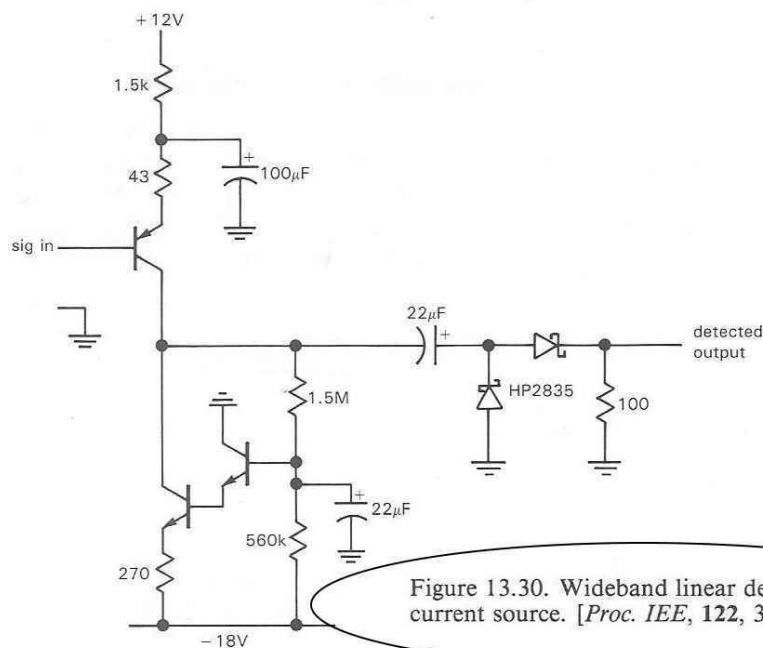 +12V
1.5k
43
+
100µF
sig in
22µF
+
detected
output
HP2835
100
1.5M
+
22µF
560k
270
−18V
Figure 13.30. Wideband linear de
current source. [Proc. IEE, 122, 3